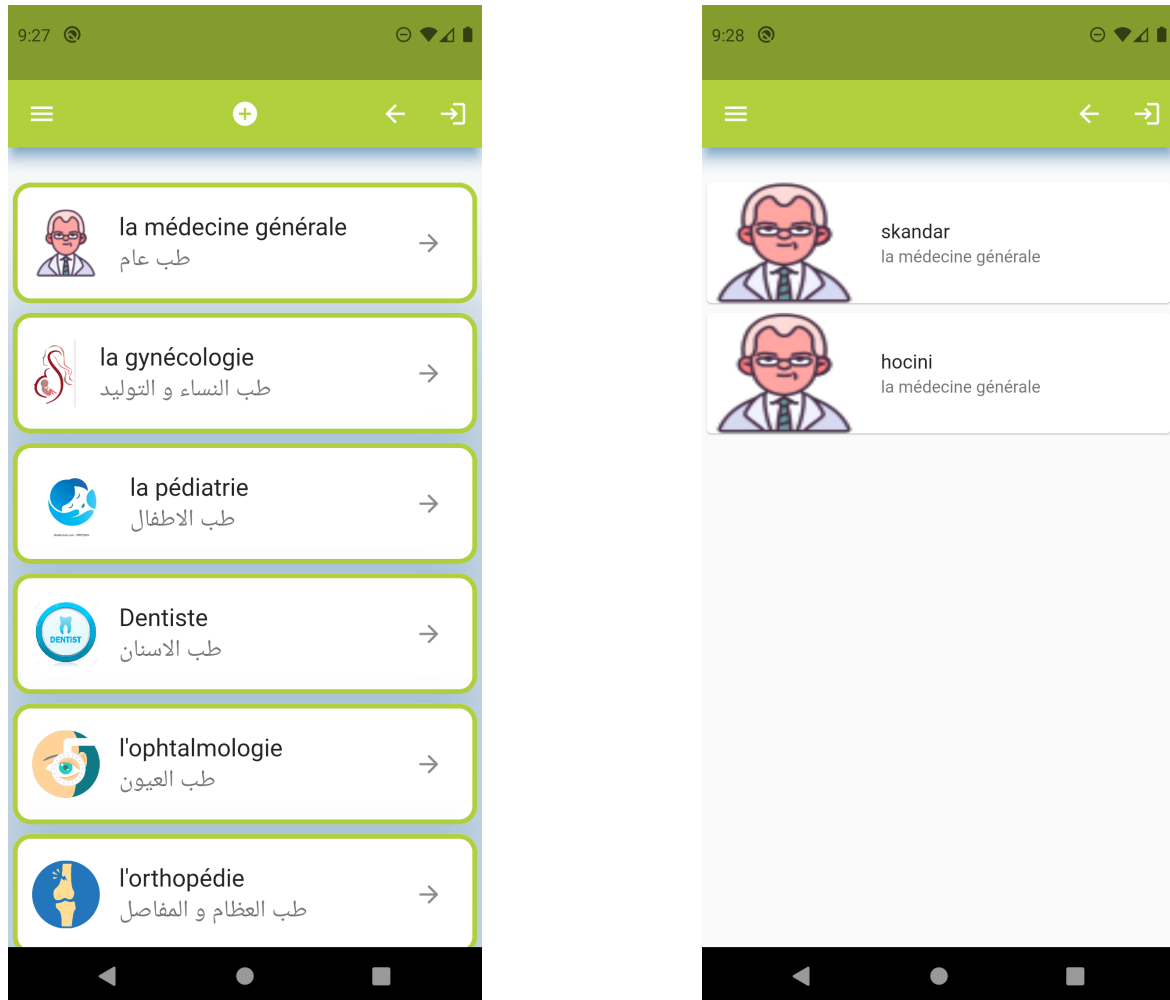 9:27
la médecine générale
طب عام
la gynécologie
طب النساء و التوليد
la pédiatrie
طب الاطفال
Dentiste
طب الاسنان
DENTIST
l'ophtalmologie
طب العيون
l'orthopédie
طب العظام و المفاصل
9:28
skandar
la médecine générale
hocini
la médecine générale